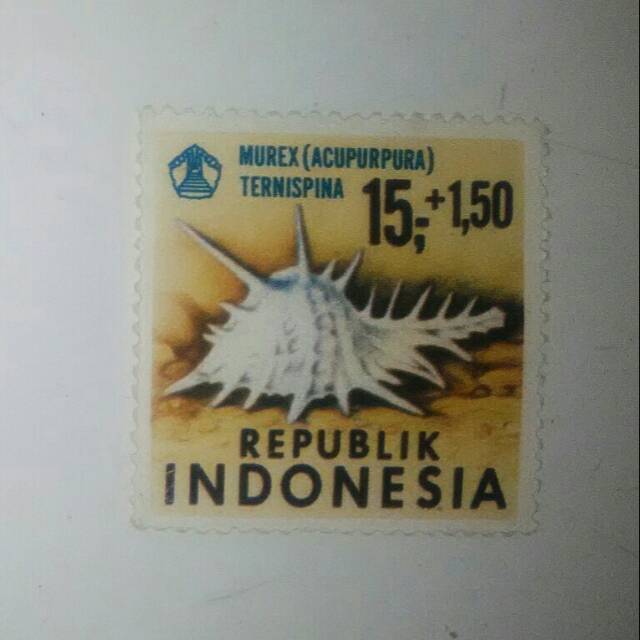 MUREX (ACUPURPURA)
TERNISPINA
15,-+1,50
REPUBLIK
INDONESIA